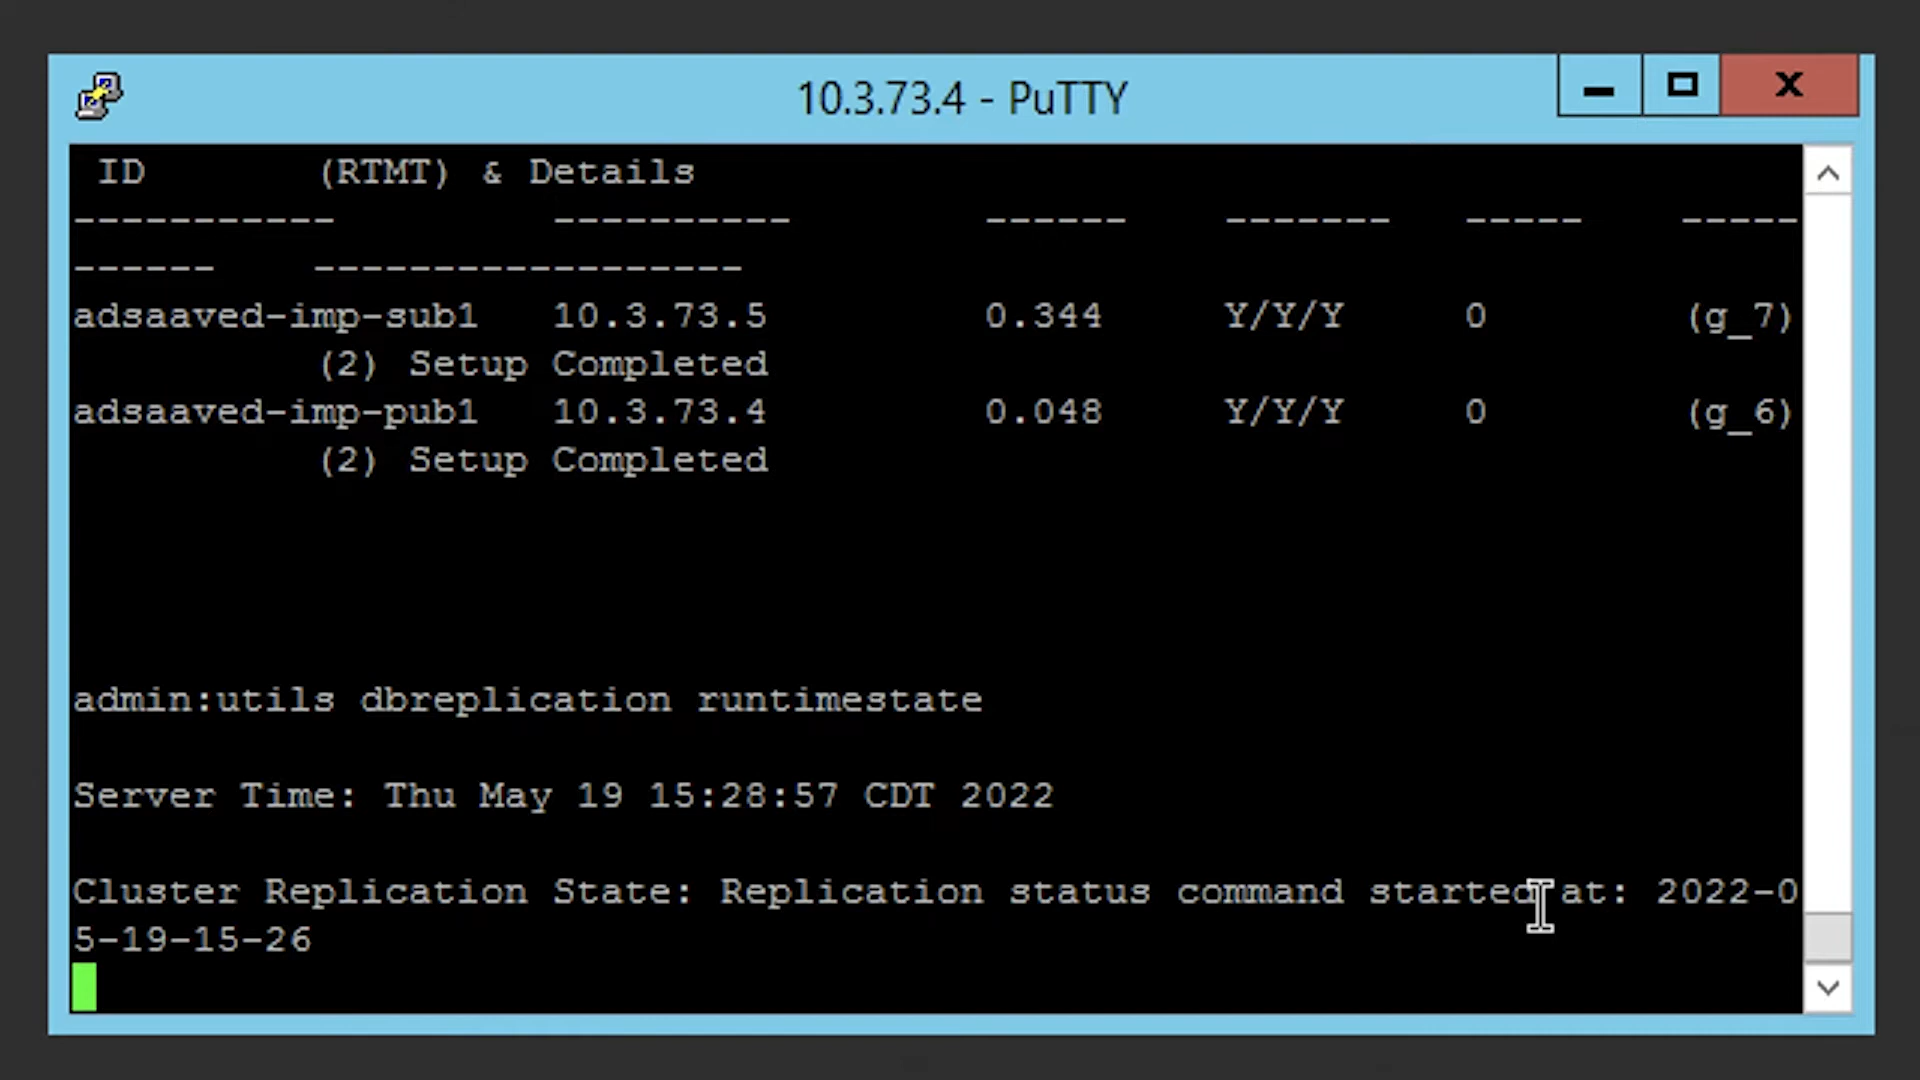 10.3.73.4 - PuTTY
ID (RTMT) & Details
----------- ---------- ------ ------- ----- -----
------ ------------------
adsaaved-imp-sub1 10.3.73.5 0.344 Y/Y/Y 0 (g_7)
(2) Setup Completed
adsaaved-imp-pub1 10.3.73.4 0.048 Y/Y/Y 0 (g_6)
(2) Setup Completed
admin:utils dbreplication runtimestate
Server Time: Thu May 19 15:28:57 CDT 2022
Cluster Replication State: Replication status command started at: 2022-0
5-19-15-26